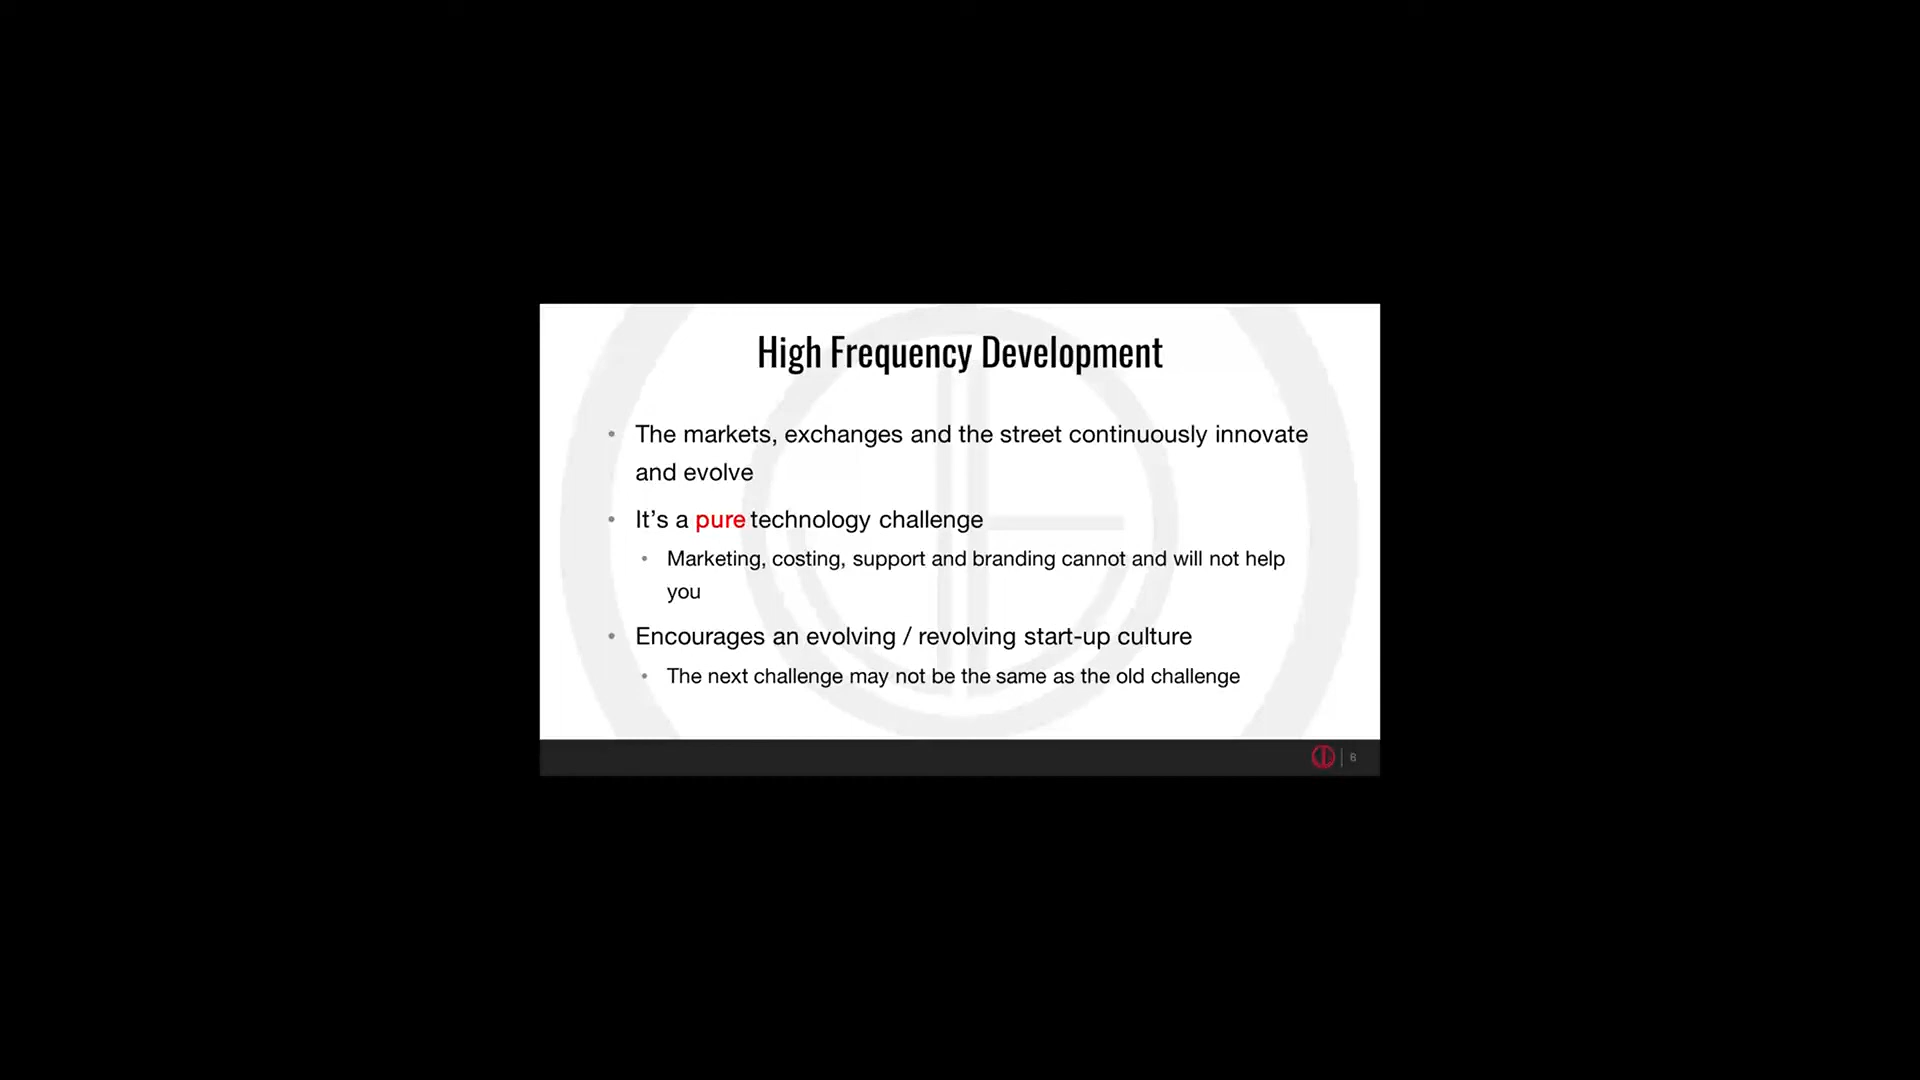 High Frequency Development
• The markets, exchanges and the street continuously innovate
and evolve
• It's a pure technology challenge
• Marketing, costing, support and branding cannot and will not help
you
• Encourages an evolving / revolving start-up culture
• The next challenge may not be the same as the old challenge